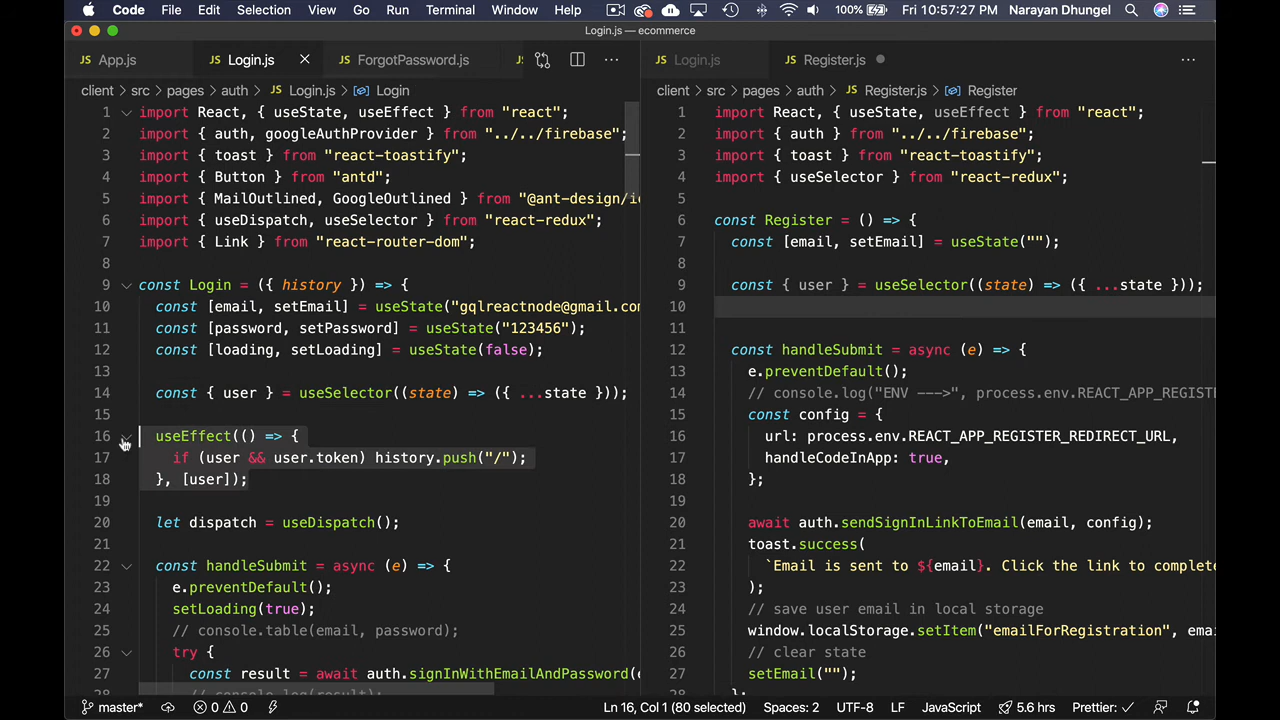 Code File Edit Selection View Go Run Terminal Window Help 100% Fri 10:57:27 PM Narayan Dhungel
Login.js — ecommerce
JS App.js JS Login.js JS ForgotPassword.js
client > src > pages > auth > JS Login.js > Login
1 import React, { useState, useEffect } from "react";
2 import { auth, googleAuthProvider } from "../../firebase";
3 import { toast } from "react-toastify";
4 import { Button } from "antd";
5 import { MailOutlined, GoogleOutlined } from "@ant-design/ic
6 import { useDispatch, useSelector } from "react-redux";
7 import { Link } from "react-router-dom";
8
9 const Login = ({ history }) => {
10 const [email, setEmail] = useState("gqlreactnode@gmail.com
11 const [password, setPassword] = useState("123456");
12 const [loading, setLoading] = useState(false);
13
14 const { user } = useSelector((state) => ({ ...state }));
15
16 useEffect(() => {
17 if (user && user.token) history.push("/");
18 }, [user]);
19
20 let dispatch = useDispatch();
21
22 const handleSubmit = async (e) => {
23 e.preventDefault();
24 setLoading(true);
25 // console.table(email, password);
26 try {
27 const result = await auth.signInWithEmailAndPassword(e
28 // console.log(result);
JS Login.js JS Register.js
client > src > pages > auth > JS Register.js > Register
1 import React, { useState, useEffect } from "react";
2 import { auth } from "../../firebase";
3 import { toast } from "react-toastify";
4 import { useSelector } from "react-redux";
5
6 const Register = () => {
7 const [email, setEmail] = useState("");
8
9 const { user } = useSelector((state) => ({ ...state }));
10
11
12 const handleSubmit = async (e) => {
13 e.preventDefault();
14 // console.log("ENV --->", process.env.REACT_APP_REGISTER
15 const config = {
16 url: process.env.REACT_APP_REGISTER_REDIRECT_URL,
17 handleCodeInApp: true,
18 };
19
20 await auth.sendSignInLinkToEmail(email, config);
21 toast.success(
22 `Email is sent to ${email}. Click the link to complete
23 );
24 // save user email in local storage
25 window.localStorage.setItem("emailForRegistration", emai
26 // clear state
27 setEmail("");
28 };
master* 0 0 Ln 16, Col 1 (80 selected) Spaces: 2 UTF-8 LF JavaScript 5.6 hrs Prettier: ✓